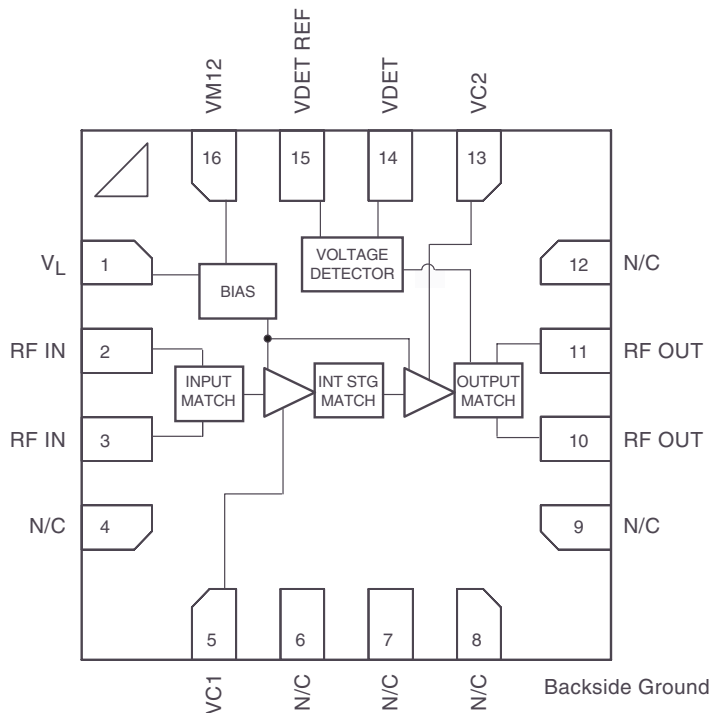 VM12
VDET REF
VDET
VC2
16
15
14
13
VL
1
BIAS
VOLTAGE
DETECTOR
12
N/C
RF IN
2
11
RF OUT
INPUT
MATCH
INT STG
MATCH
OUTPUT
MATCH
RF IN
3
10
RF OUT
N/C
4
9
N/C
5
6
7
8
VC1
N/C
N/C
N/C
Backside Ground